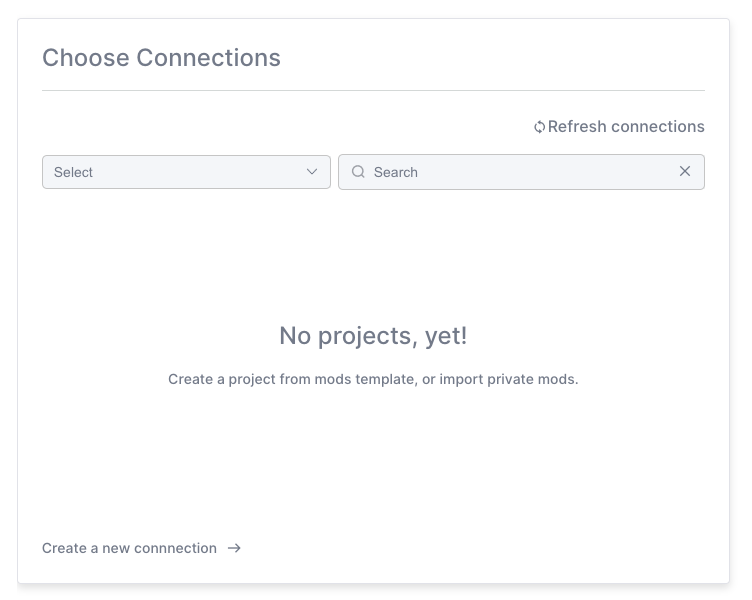 Choose Connections
Refresh connections
Select
Search
No projects, yet!
Create a project from mods template, or import private mods.
Create a new connnection